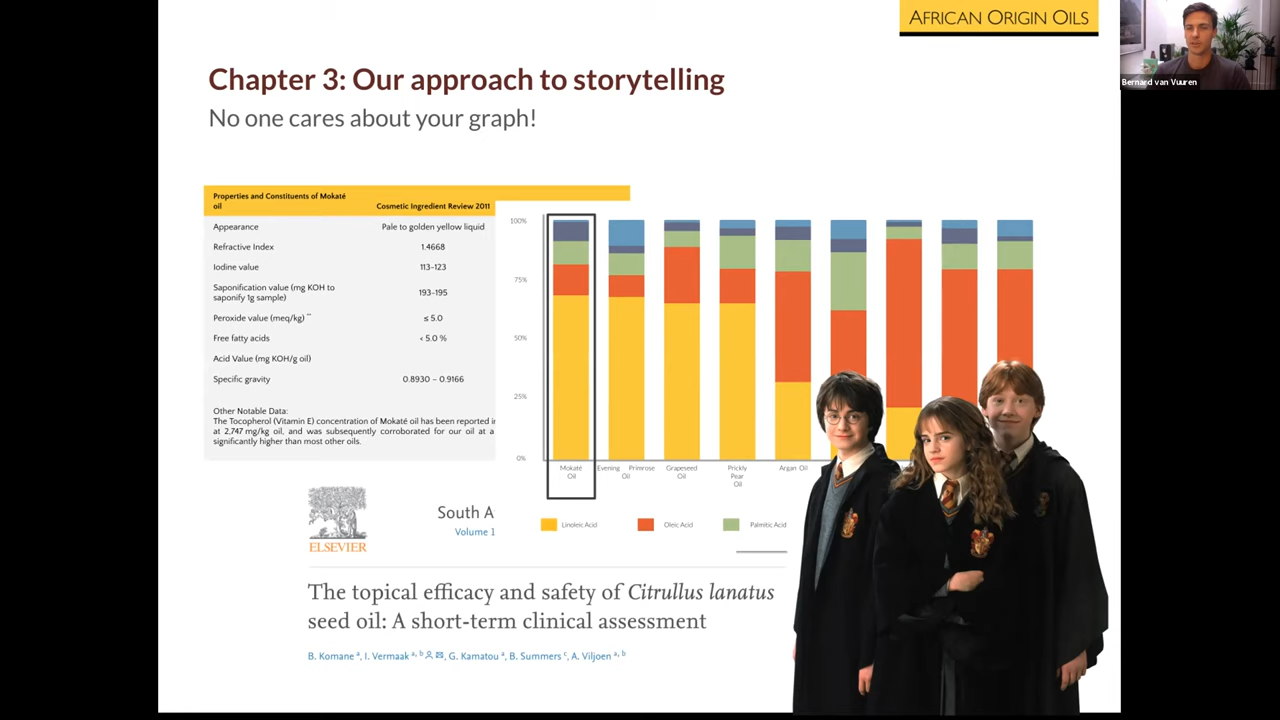 AFRICAN ORIGIN OILS
Bernard van Vuuren
Chapter 3: Our approach to storytelling
No one cares about your graph!
Properties and Constituents of Mokaté
oil
Cosmetic Ingredient Review 2011
Appearance
Pale to golden yellow liquid
Refractive Index
1.4668
Iodine value
113-123
Saponification value (mg KOH to
saponify 1g sample)
193-195
Peroxide value (meq/kg) **
≤ 5.0
Free fatty acids
< 5.0 %
Acid Value (mg KOH/g oil)
Specific gravity
0.8930 – 0.9166
Other Notable Data:
The Tocopherol (Vitamin E) concentration of Mokaté oil has been reported in
at 2,747 mg/kg oil, and was subsequently corroborated for our oil at a
significantly higher than most other oils.
100%
75%
50%
25%
0%
Mokaté
Oil
Evening Primrose
Oil
Grapeseed
Oil
Prickly
Pear
Oil
Argan Oil
Linoleic Acid
Oleic Acid
Palmitic Acid
ELSEVIER
South A
Volume 1
The topical efficacy and safety of Citrullus lanatus
seed oil: A short-term clinical assessment
B. Komane a, I. Vermaak a, b, G. Kamatou a, B. Summers c, A. Viljoen a, b